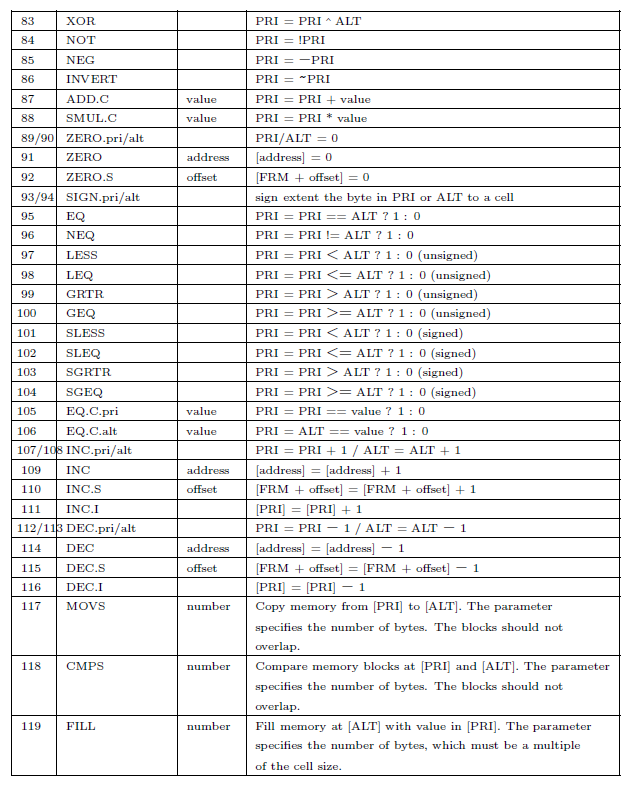 83 XOR PRI = PRI ^ ALT
84 NOT PRI = !PRI
85 NEG PRI = −PRI
86 INVERT PRI = ~PRI
87 ADD.C value PRI = PRI + value
88 SMUL.C value PRI = PRI * value
89/90 ZERO.pri/alt PRI/ALT = 0
91 ZERO address [address] = 0
92 ZERO.S offset [FRM + offset] = 0
93/94 SIGN.pri/alt sign extent the byte in PRI or ALT to a cell
95 EQ PRI = PRI == ALT ? 1 : 0
96 NEQ PRI = PRI != ALT ? 1 : 0
97 LESS PRI = PRI < ALT ? 1 : 0 (unsigned)
98 LEQ PRI = PRI <= ALT ? 1 : 0 (unsigned)
99 GRTR PRI = PRI > ALT ? 1 : 0 (unsigned)
100 GEQ PRI = PRI >= ALT ? 1 : 0 (unsigned)
101 SLESS PRI = PRI < ALT ? 1 : 0 (signed)
102 SLEQ PRI = PRI <= ALT ? 1 : 0 (signed)
103 SGRTR PRI = PRI > ALT ? 1 : 0 (signed)
104 SGEQ PRI = PRI >= ALT ? 1 : 0 (signed)
105 EQ.C.pri value PRI = PRI == value ? 1 : 0
106 EQ.C.alt value PRI = ALT == value ? 1 : 0
107/108 INC.pri/alt PRI = PRI + 1 / ALT = ALT + 1
109 INC address [address] = [address] + 1
110 INC.S offset [FRM + offset] = [FRM + offset] + 1
111 INC.I [PRI] = [PRI] + 1
112/113 DEC.pri/alt PRI = PRI − 1 / ALT = ALT − 1
114 DEC address [address] = [address] − 1
115 DEC.S offset [FRM + offset] = [FRM + offset] − 1
116 DEC.I [PRI] = [PRI] − 1
117 MOVS number Copy memory from [PRI] to [ALT]. The parameter
specifies the number of bytes. The blocks should not
overlap.
118 CMPS number Compare memory blocks at [PRI] and [ALT]. The parameter
specifies the number of bytes. The blocks should not
overlap.
119 FILL number Fill memory at [ALT] with value in [PRI]. The parameter
specifies the number of bytes, which must be a multiple
of the cell size.